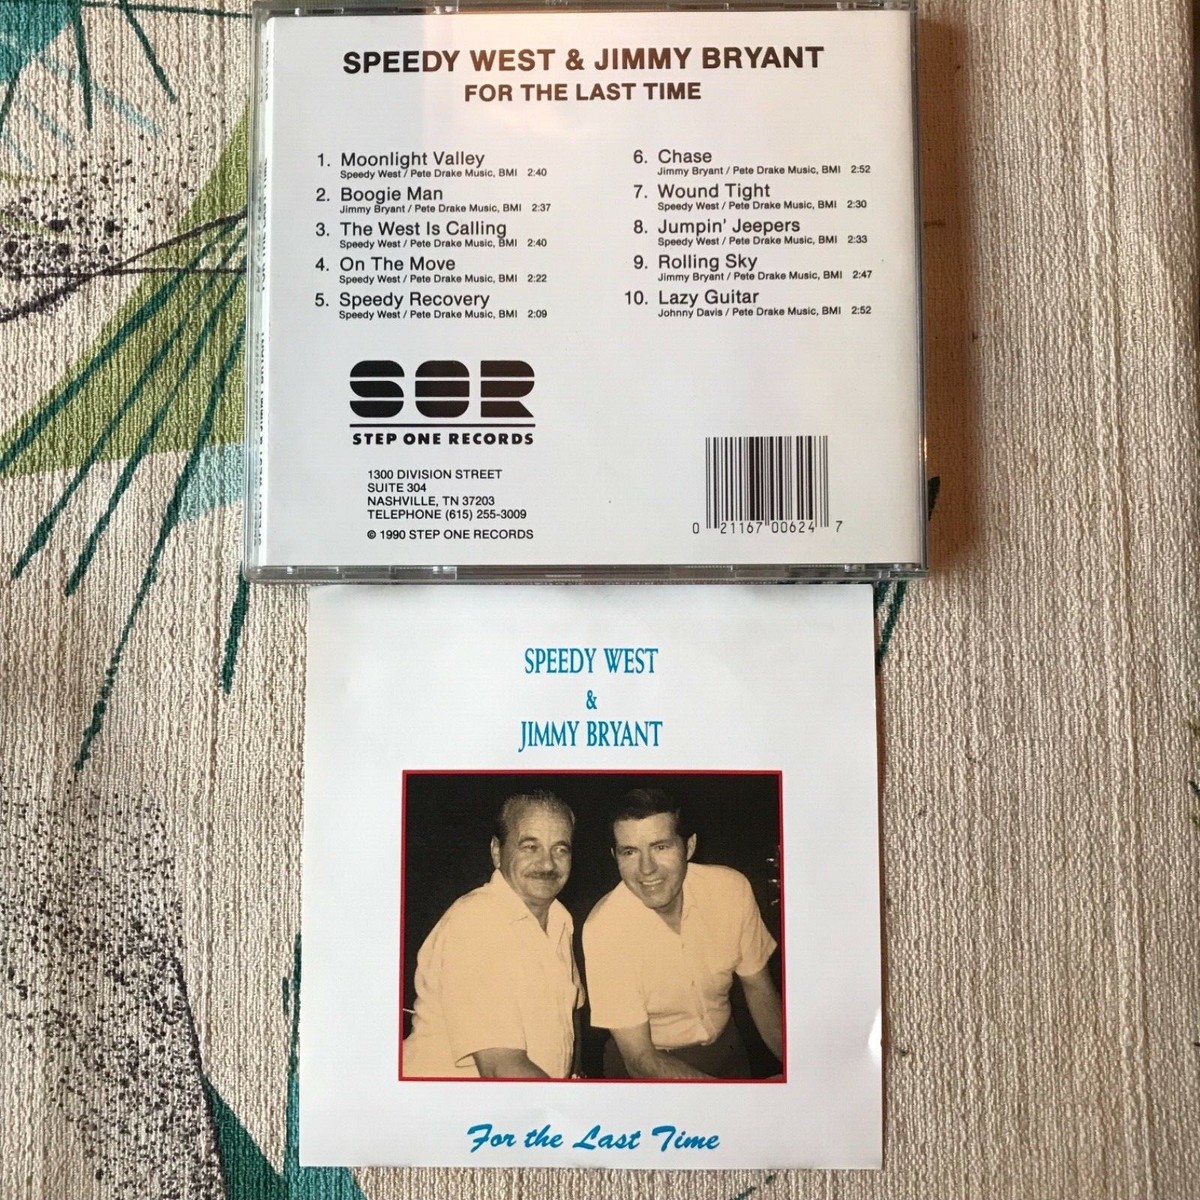 SPEEDY WEST & JIMMY BRYANT
FOR THE LAST TIME
1. Moonlight Valley
Speedy West / Pete Drake Music, BMI 2:40
2. Boogie Man
Jimmy Bryant / Pete Drake Music, BMI 2:37
3. The West Is Calling
Speedy West / Pete Drake Music, BMI 2:40
4. On The Move
Speedy West / Pete Drake Music, BMI 2:22
5. Speedy Recovery
Speedy West / Pete Drake Music, BMI 2:09
6. Chase
Jimmy Bryant / Pete Drake Music, BMI 2:52
7. Wound Tight
Speedy West / Pete Drake Music, BMI 2:30
8. Jumpin' Jeepers
Speedy West / Pete Drake Music, BMI 2:33
9. Rolling Sky
Jimmy Bryant / Pete Drake Music, BMI 2:47
10. Lazy Guitar
Johnny Davis / Pete Drake Music, BMI 2:52
SOR
STEP ONE RECORDS
1300 DIVISION STREET
SUITE 304
NASHVILLE, TN 37203
TELEPHONE (615) 255-3009
© 1990 STEP ONE RECORDS
0 21167 00624 7
SPEEDY WEST
&
JIMMY BRYANT
For the Last Time